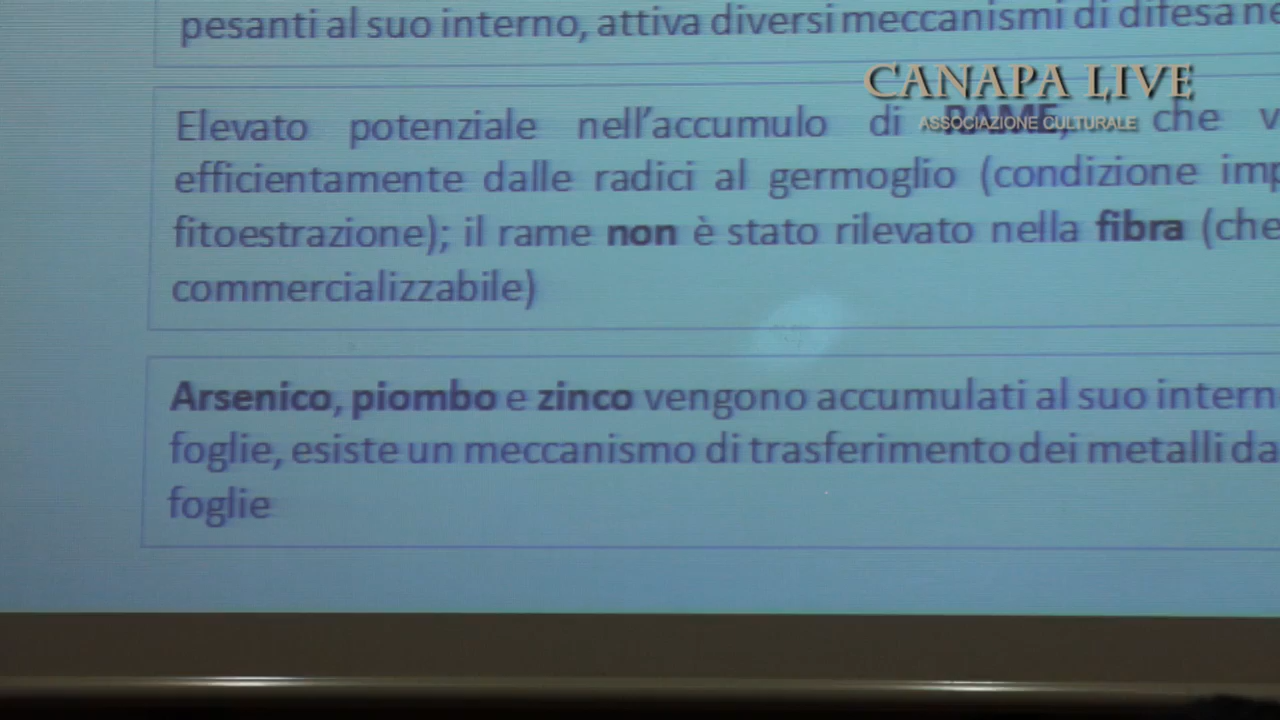 pesanti al suo interno, attiva diversi meccanismi di difesa ne
CANAPA LIVE
ASSOCIAZIONE CULTURALE
Elevato potenziale nell'accumulo di RAME, che v
efficientemente dalle radici al germoglio (condizione imp
fitoestrazione); il rame non è stato rilevato nella fibra (che
commercializzabile)
Arsenico, piombo e zinco vengono accumulati al suo intern
foglie, esiste un meccanismo di trasferimento dei metalli da
foglie